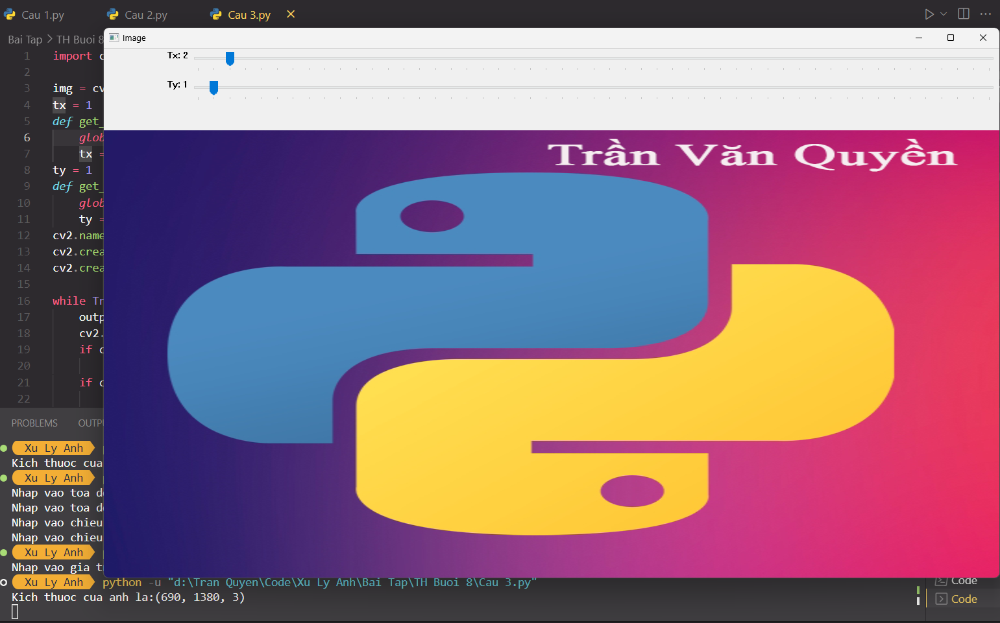 Cau 1.py Cau 2.py Cau 3.py
Bai Tap > TH Buoi 8
Image
Tx: 2
Ty: 1
1 import c
2
3 img = cv
4 tx = 1
5 def get_
6 glob
7 tx =
8 ty = 1
9 def get_
10 glob
11 ty =
12 cv2.name
13 cv2.crea
14 cv2.crea
15
16 while Tr
17 outp
18 cv2.
19 if c
20
21 if c
22
Trần Văn Quyền
PROBLEMS OUTP
Xu Ly Anh
Kich thuoc cua
Xu Ly Anh
Nhap vao toa d
Nhap vao toa d
Nhap vao chieu
Nhap vao chieu
Xu Ly Anh
Nhap vao gia t
Xu Ly Anh python -u "d:\Tran Quyen\Code\Xu Ly Anh\Bai Tap\TH Buoi 8\Cau 3.py"
Kich thuoc cua anh la:(690, 1380, 3)
Code
Code